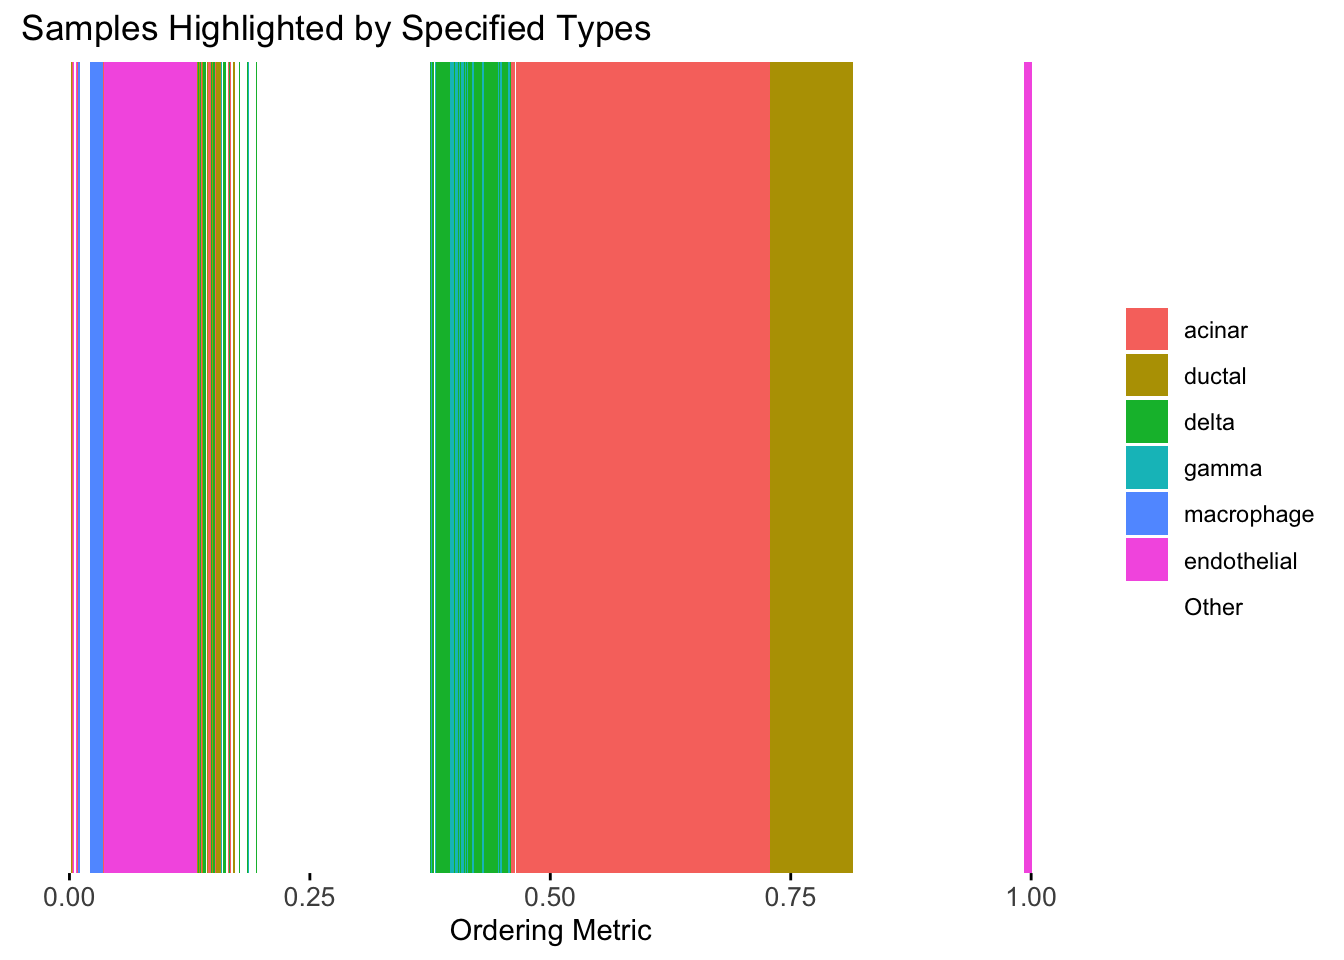 Samples Highlighted by Specified Types
acinar
ductal
delta
gamma
macrophage
endothelial
Other
0.00 0.25 0.50 0.75 1.00
Ordering Metric